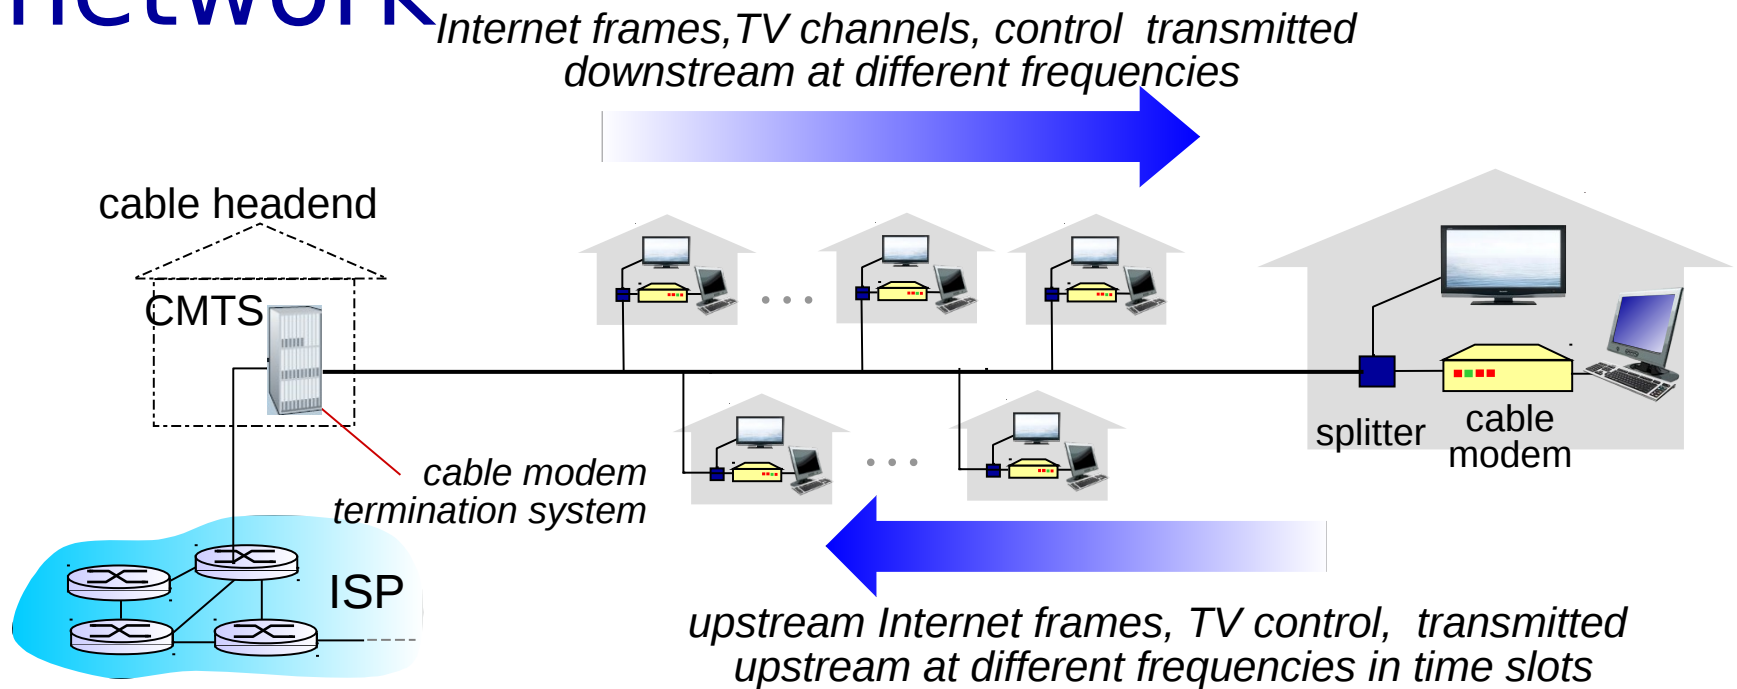 network
Internet frames,TV channels, control transmitted
downstream at different frequencies
cable headend
CMTS
splitter
cable
modem
cable modem
termination system
ISP
upstream Internet frames, TV control, transmitted
upstream at different frequencies in time slots